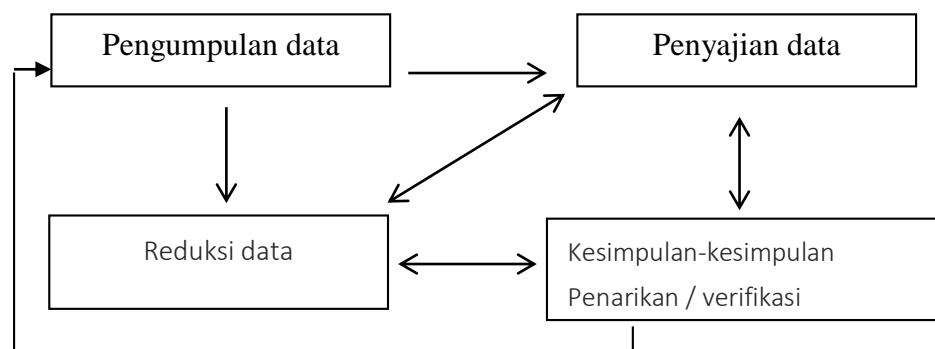 Pengumpulan data
Penyajian data
Reduksi data
Kesimpulan-kesimpulan
Penarikan / verifikasi